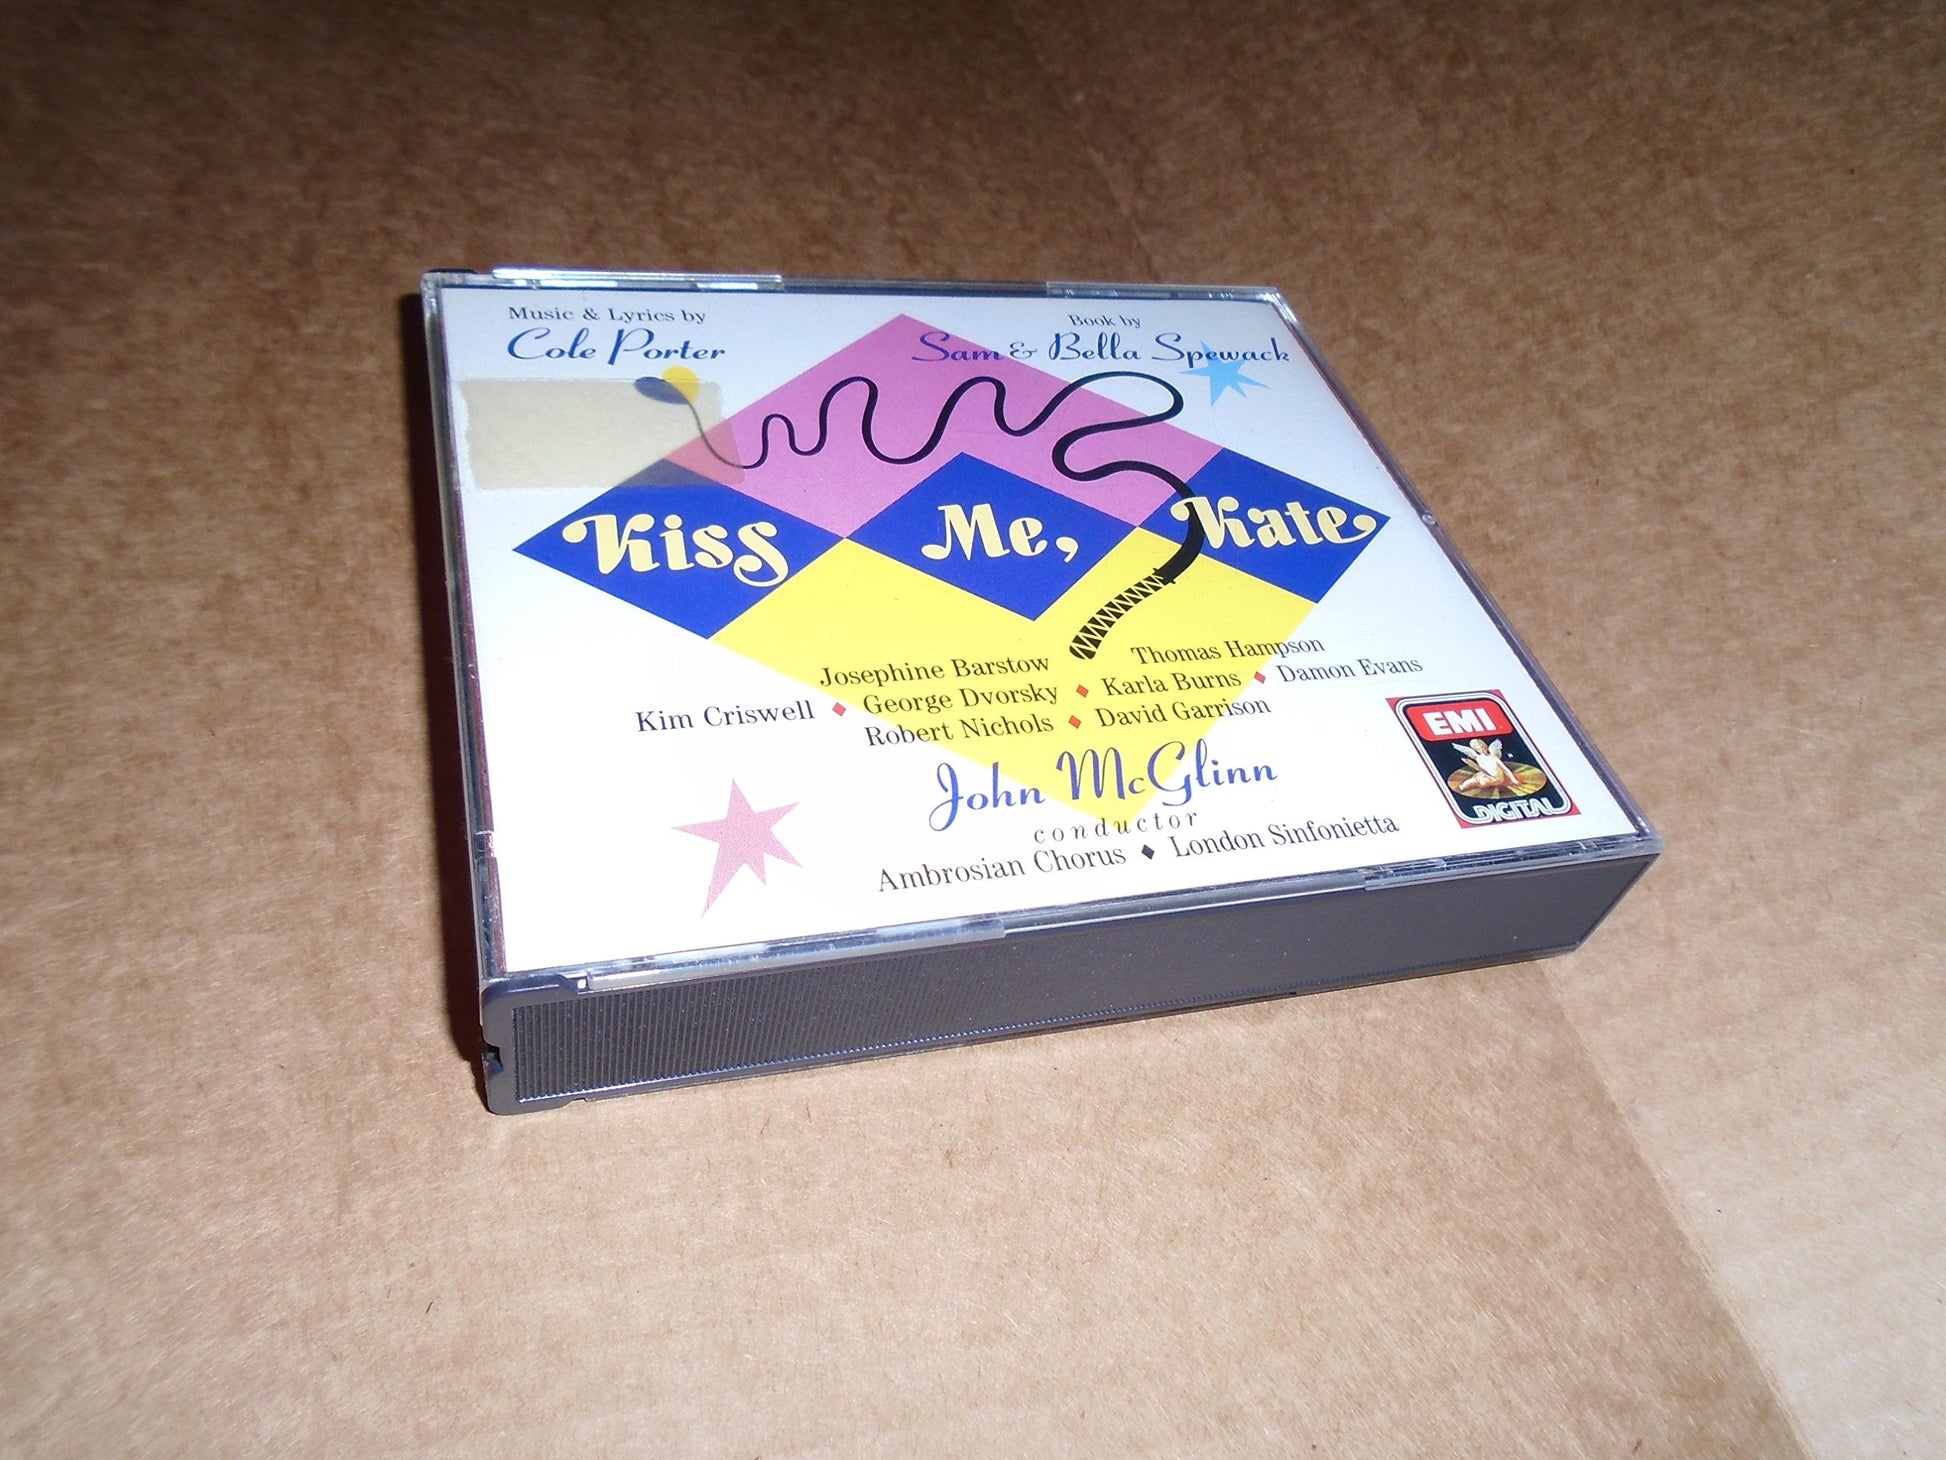 Music & Lyrics by
Cole Porter
Book by
Sam & Bella Spewack
Kiss Me, Kate
Josephine Barstow Thomas Hampson
Kim Criswell ♦ George Dvorsky ♦ Karla Burns ♦ Damon Evans
Robert Nichols ♦ David Garrison
John McGlinn
conductor
Ambrosian Chorus ♦ London Sinfonietta
EMI
DIGITAL